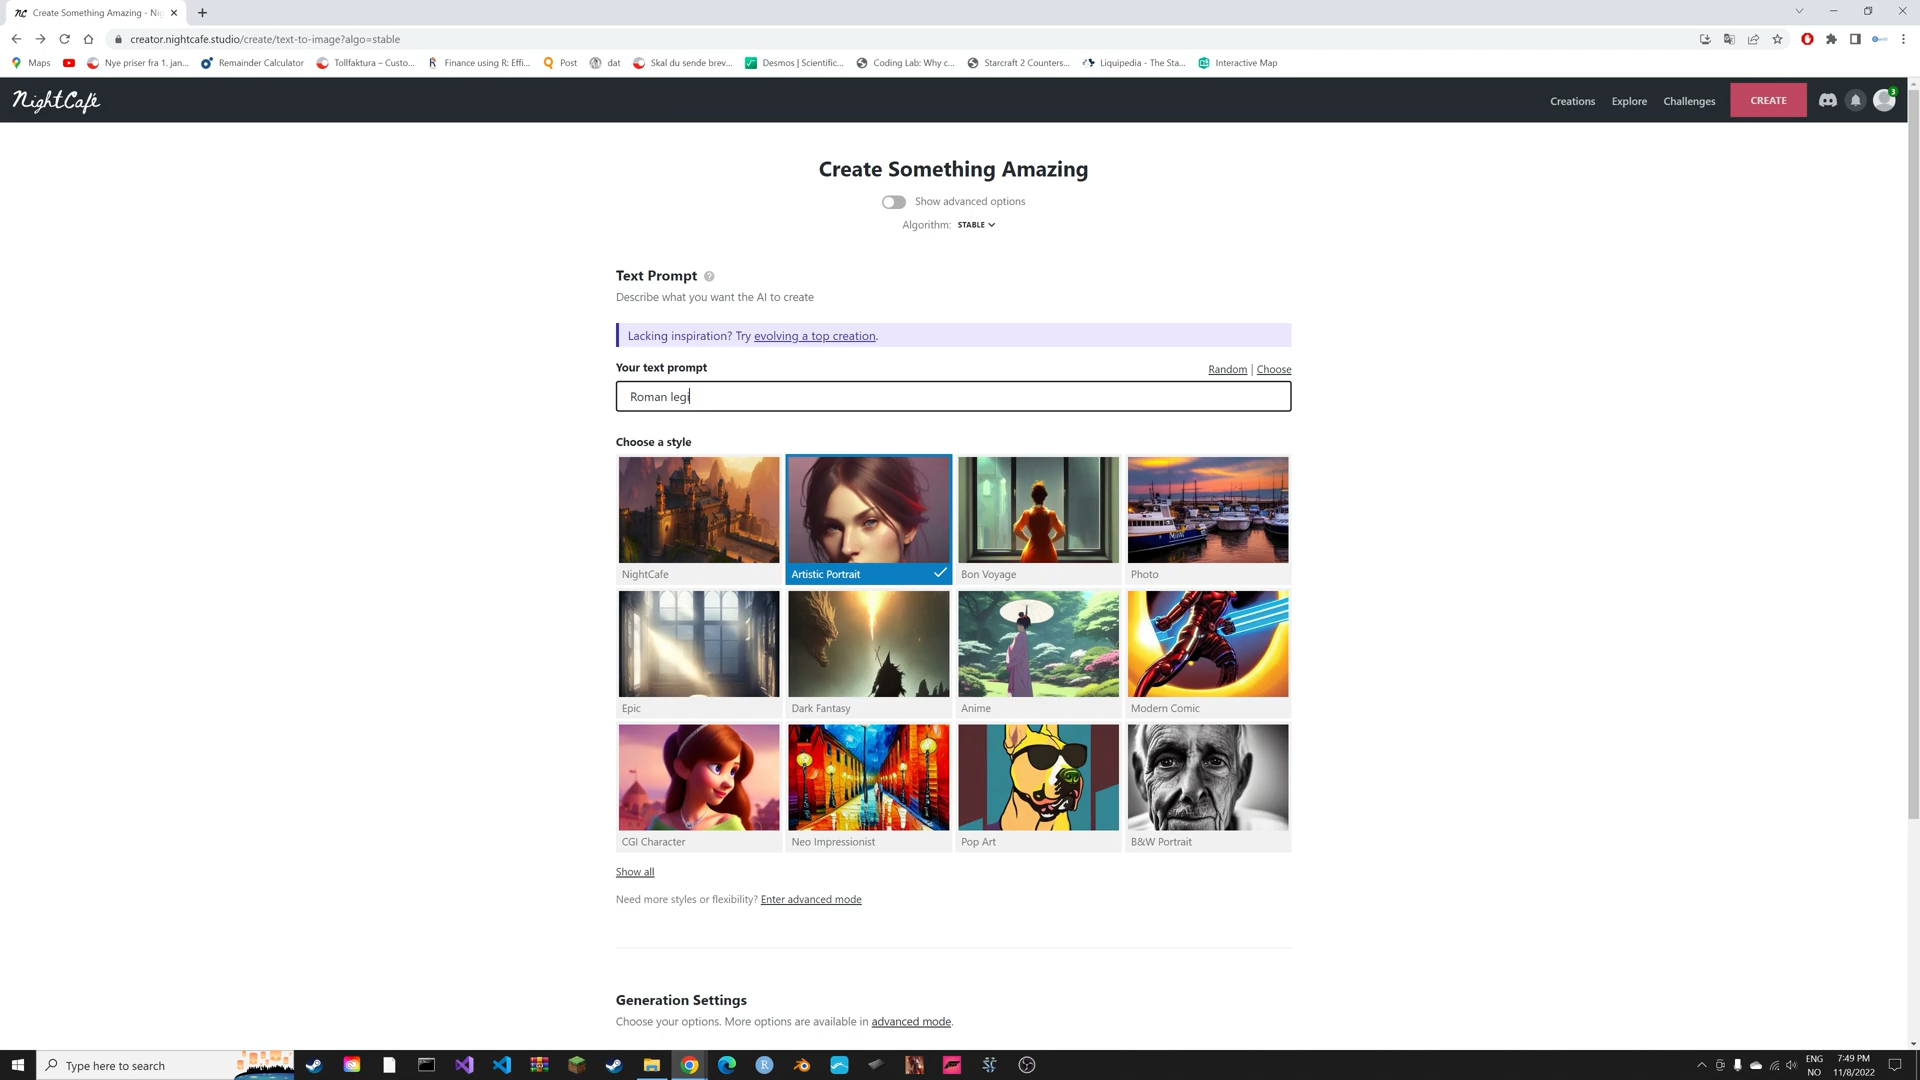 Create Something Amazing - Nig
creator.nightcafe.studio/create/text-to-image?algo=stable
Maps
Nye priser fra 1. jan...
Remainder Calculator
Tollfaktura – Custo...
Finance using R: Effi...
Post
dat
Skal du sende brev...
Desmos | Scientific...
Coding Lab: Why c...
Starcraft 2 Counters...
Liquipedia - The Sta...
Interactive Map
NightCafé
Creations
Explore
Challenges
CREATE
3
Create Something Amazing
Show advanced options
Algorithm: STABLE
Text Prompt ?
Describe what you want the AI to create
Lacking inspiration? Try evolving a top creation.
Your text prompt
Random | Choose
Roman legi
Choose a style
NightCafe
Artistic Portrait
Bon Voyage
Photo
Epic
Dark Fantasy
Anime
Modern Comic
CGI Character
Neo Impressionist
Pop Art
B&W Portrait
Show all
Need more styles or flexibility? Enter advanced mode
Generation Settings
Choose your options. More options are available in advanced mode.
Type here to search
ENG
NO
7:49 PM
11/8/2022